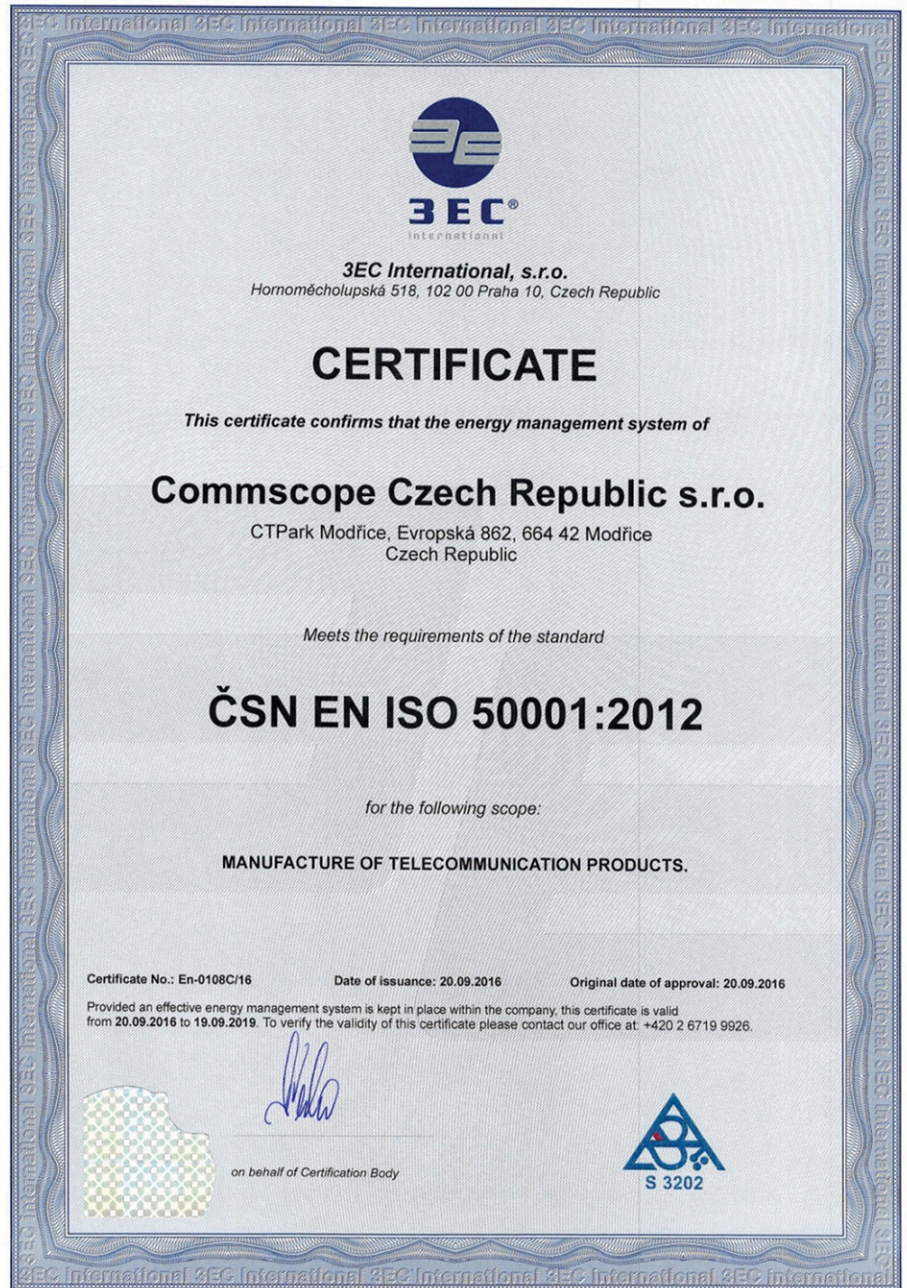 3EC®
international
3EC International, s.r.o.
Hornoměcholupská 518, 102 00 Praha 10, Czech Republic
CERTIFICATE
This certificate confirms that the energy management system of
Commscope Czech Republic s.r.o.
CTPark Modřice, Evropská 862, 664 42 Modřice
Czech Republic
Meets the requirements of the standard
ČSN EN ISO 50001:2012
for the following scope:
MANUFACTURE OF TELECOMMUNICATION PRODUCTS.
Certificate No.: En-0108C/16 Date of issuance: 20.09.2016 Original date of approval: 20.09.2016
Provided an effective energy management system is kept in place within the company, this certificate is valid
from 20.09.2016 to 19.09.2019. To verify the validity of this certificate please contact our office at: +420 2 6719 9926.
on behalf of Certification Body
S 3202